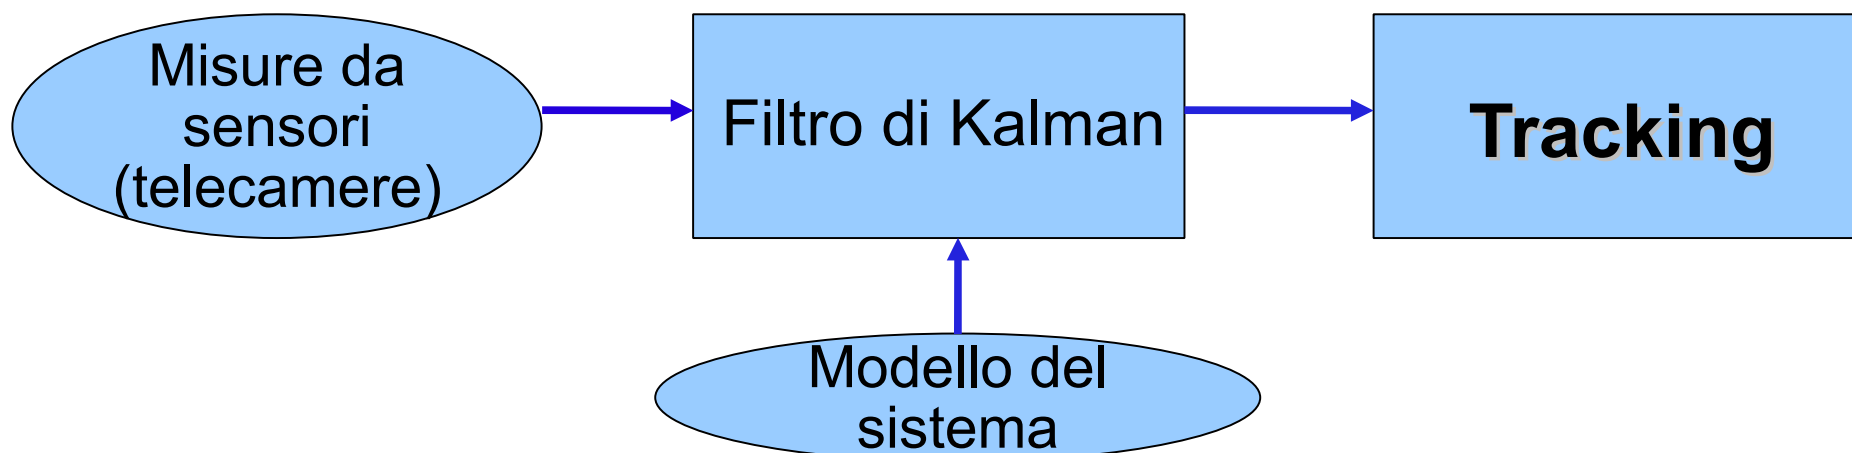 Misure da
sensori
(telecamere)
Filtro di Kalman
Tracking
Modello del
sistema